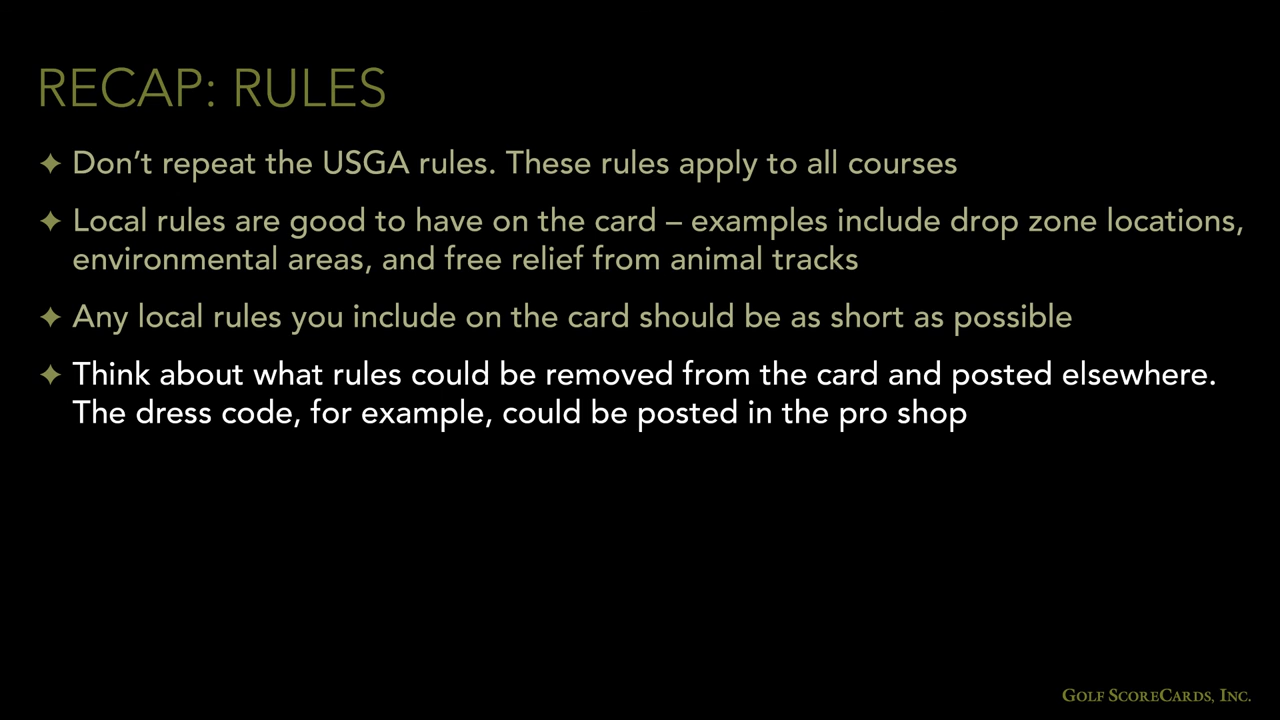 RECAP: RULES
✦ Don’t repeat the USGA rules. These rules apply to all courses
✦ Local rules are good to have on the card – examples include drop zone locations,
environmental areas, and free relief from animal tracks
✦ Any local rules you include on the card should be as short as possible
✦ Think about what rules could be removed from the card and posted elsewhere.
The dress code, for example, could be posted in the pro shop
Golf ScoreCards, Inc.